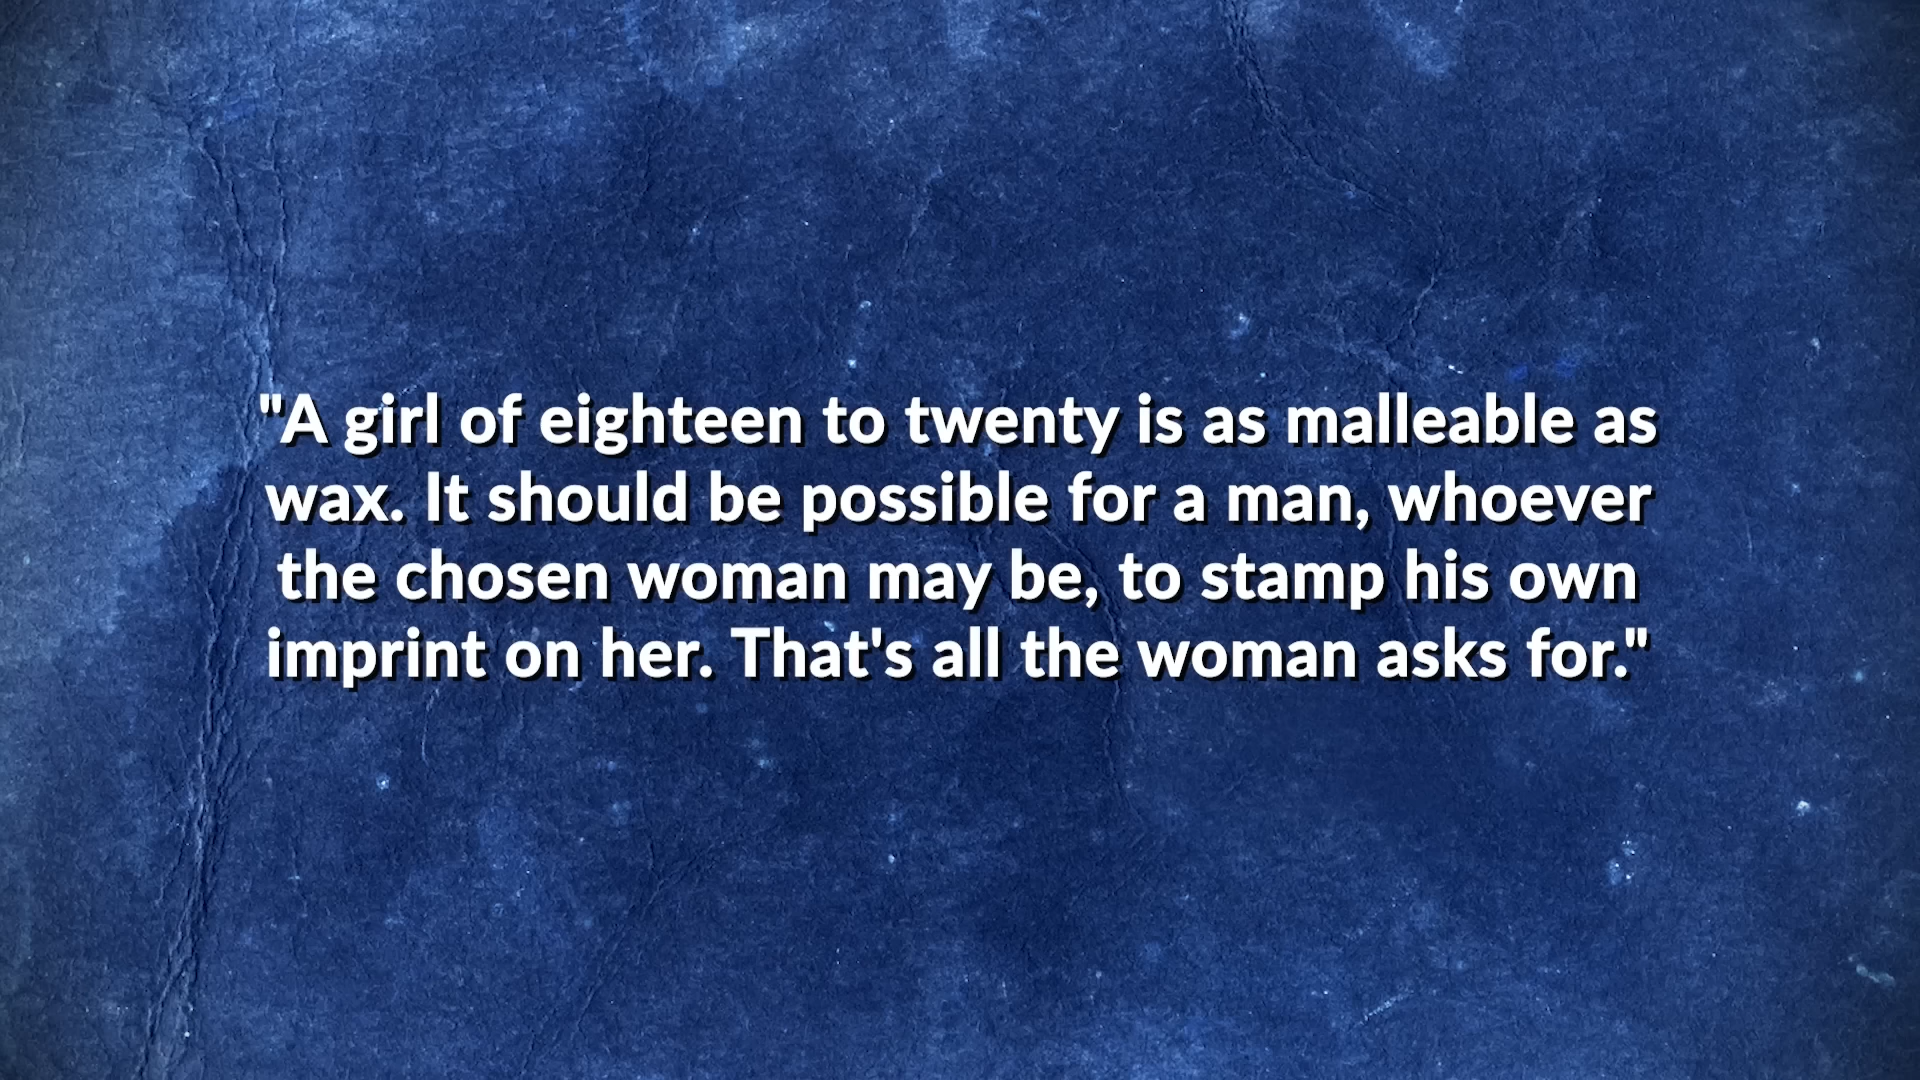 "A girl of eighteen to twenty is as malleable as
wax. It should be possible for a man, whoever
the chosen woman may be, to stamp his own
imprint on her. That's all the woman asks for."